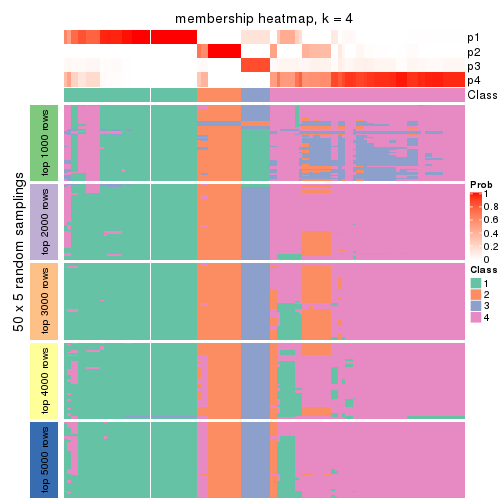 membership heatmap, k = 4
p1
p2
p3
p4
Class
50 x 5 random samplings
top 1000 rows
top 2000 rows
top 3000 rows
top 4000 rows
top 5000 rows
Prob
1
0.8
0.6
0.4
0.2
0
Class
1
2
3
4